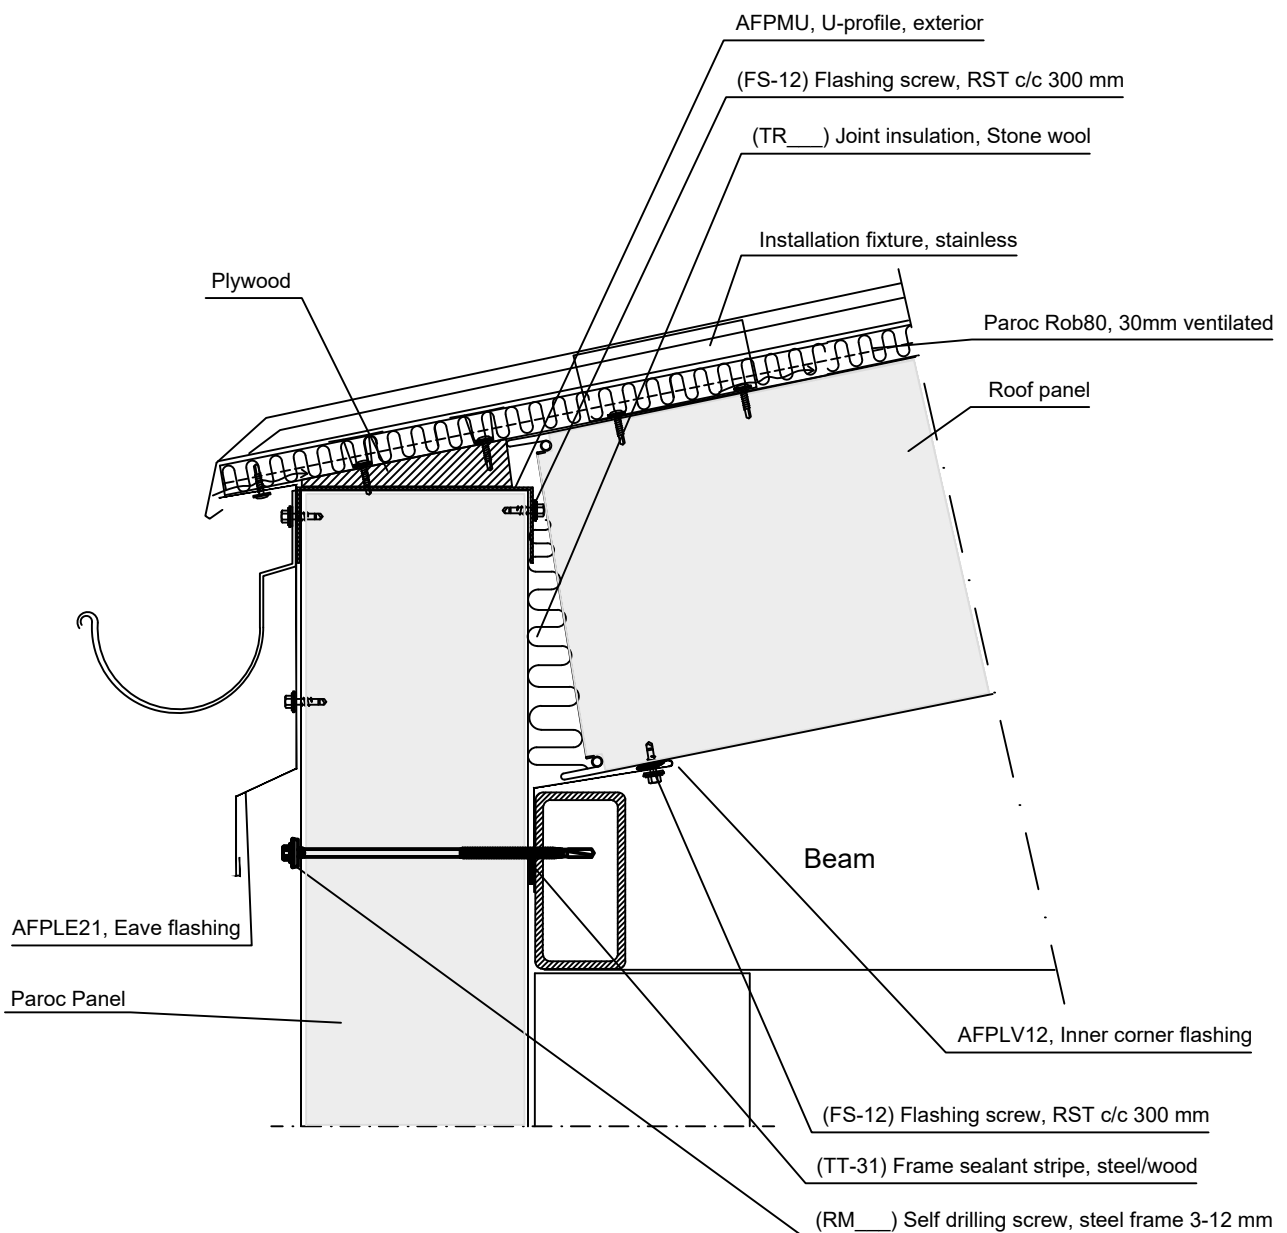 AFPMU, U-profile, exterior
(FS-12) Flashing screw, RST c/c 300 mm
(TR___) Joint insulation, Stone wool
Installation fixture, stainless
Plywood
Paroc Rob80, 30mm ventilated
Roof panel
Beam
AFPLE21, Eave flashing
Paroc Panel
AFPLV12, Inner corner flashing
(FS-12) Flashing screw, RST c/c 300 mm
(TT-31) Frame sealant stripe, steel/wood
(RM___) Self drilling screw, steel frame 3-12 mm